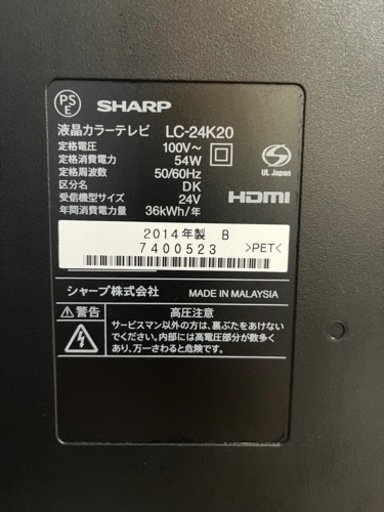 PS
E
SHARP
液晶カラーテレビ LC-24K20
定格電圧 100V～
定格消費電力 54W
定格周波数 50/60Hz
区分名 DK
受信機型サイズ 24V
年間消費電力量 36kWh/年
UL Japan
HDMI
2014年製 B
7400523
>PET<
シャープ株式会社 MADE IN MALAYSIA
警告 高圧注意
サービスマン以外の方は、裏ぶたをあけない
でください。内部には高電圧部分が数多く
あり、万一さわると危険です。